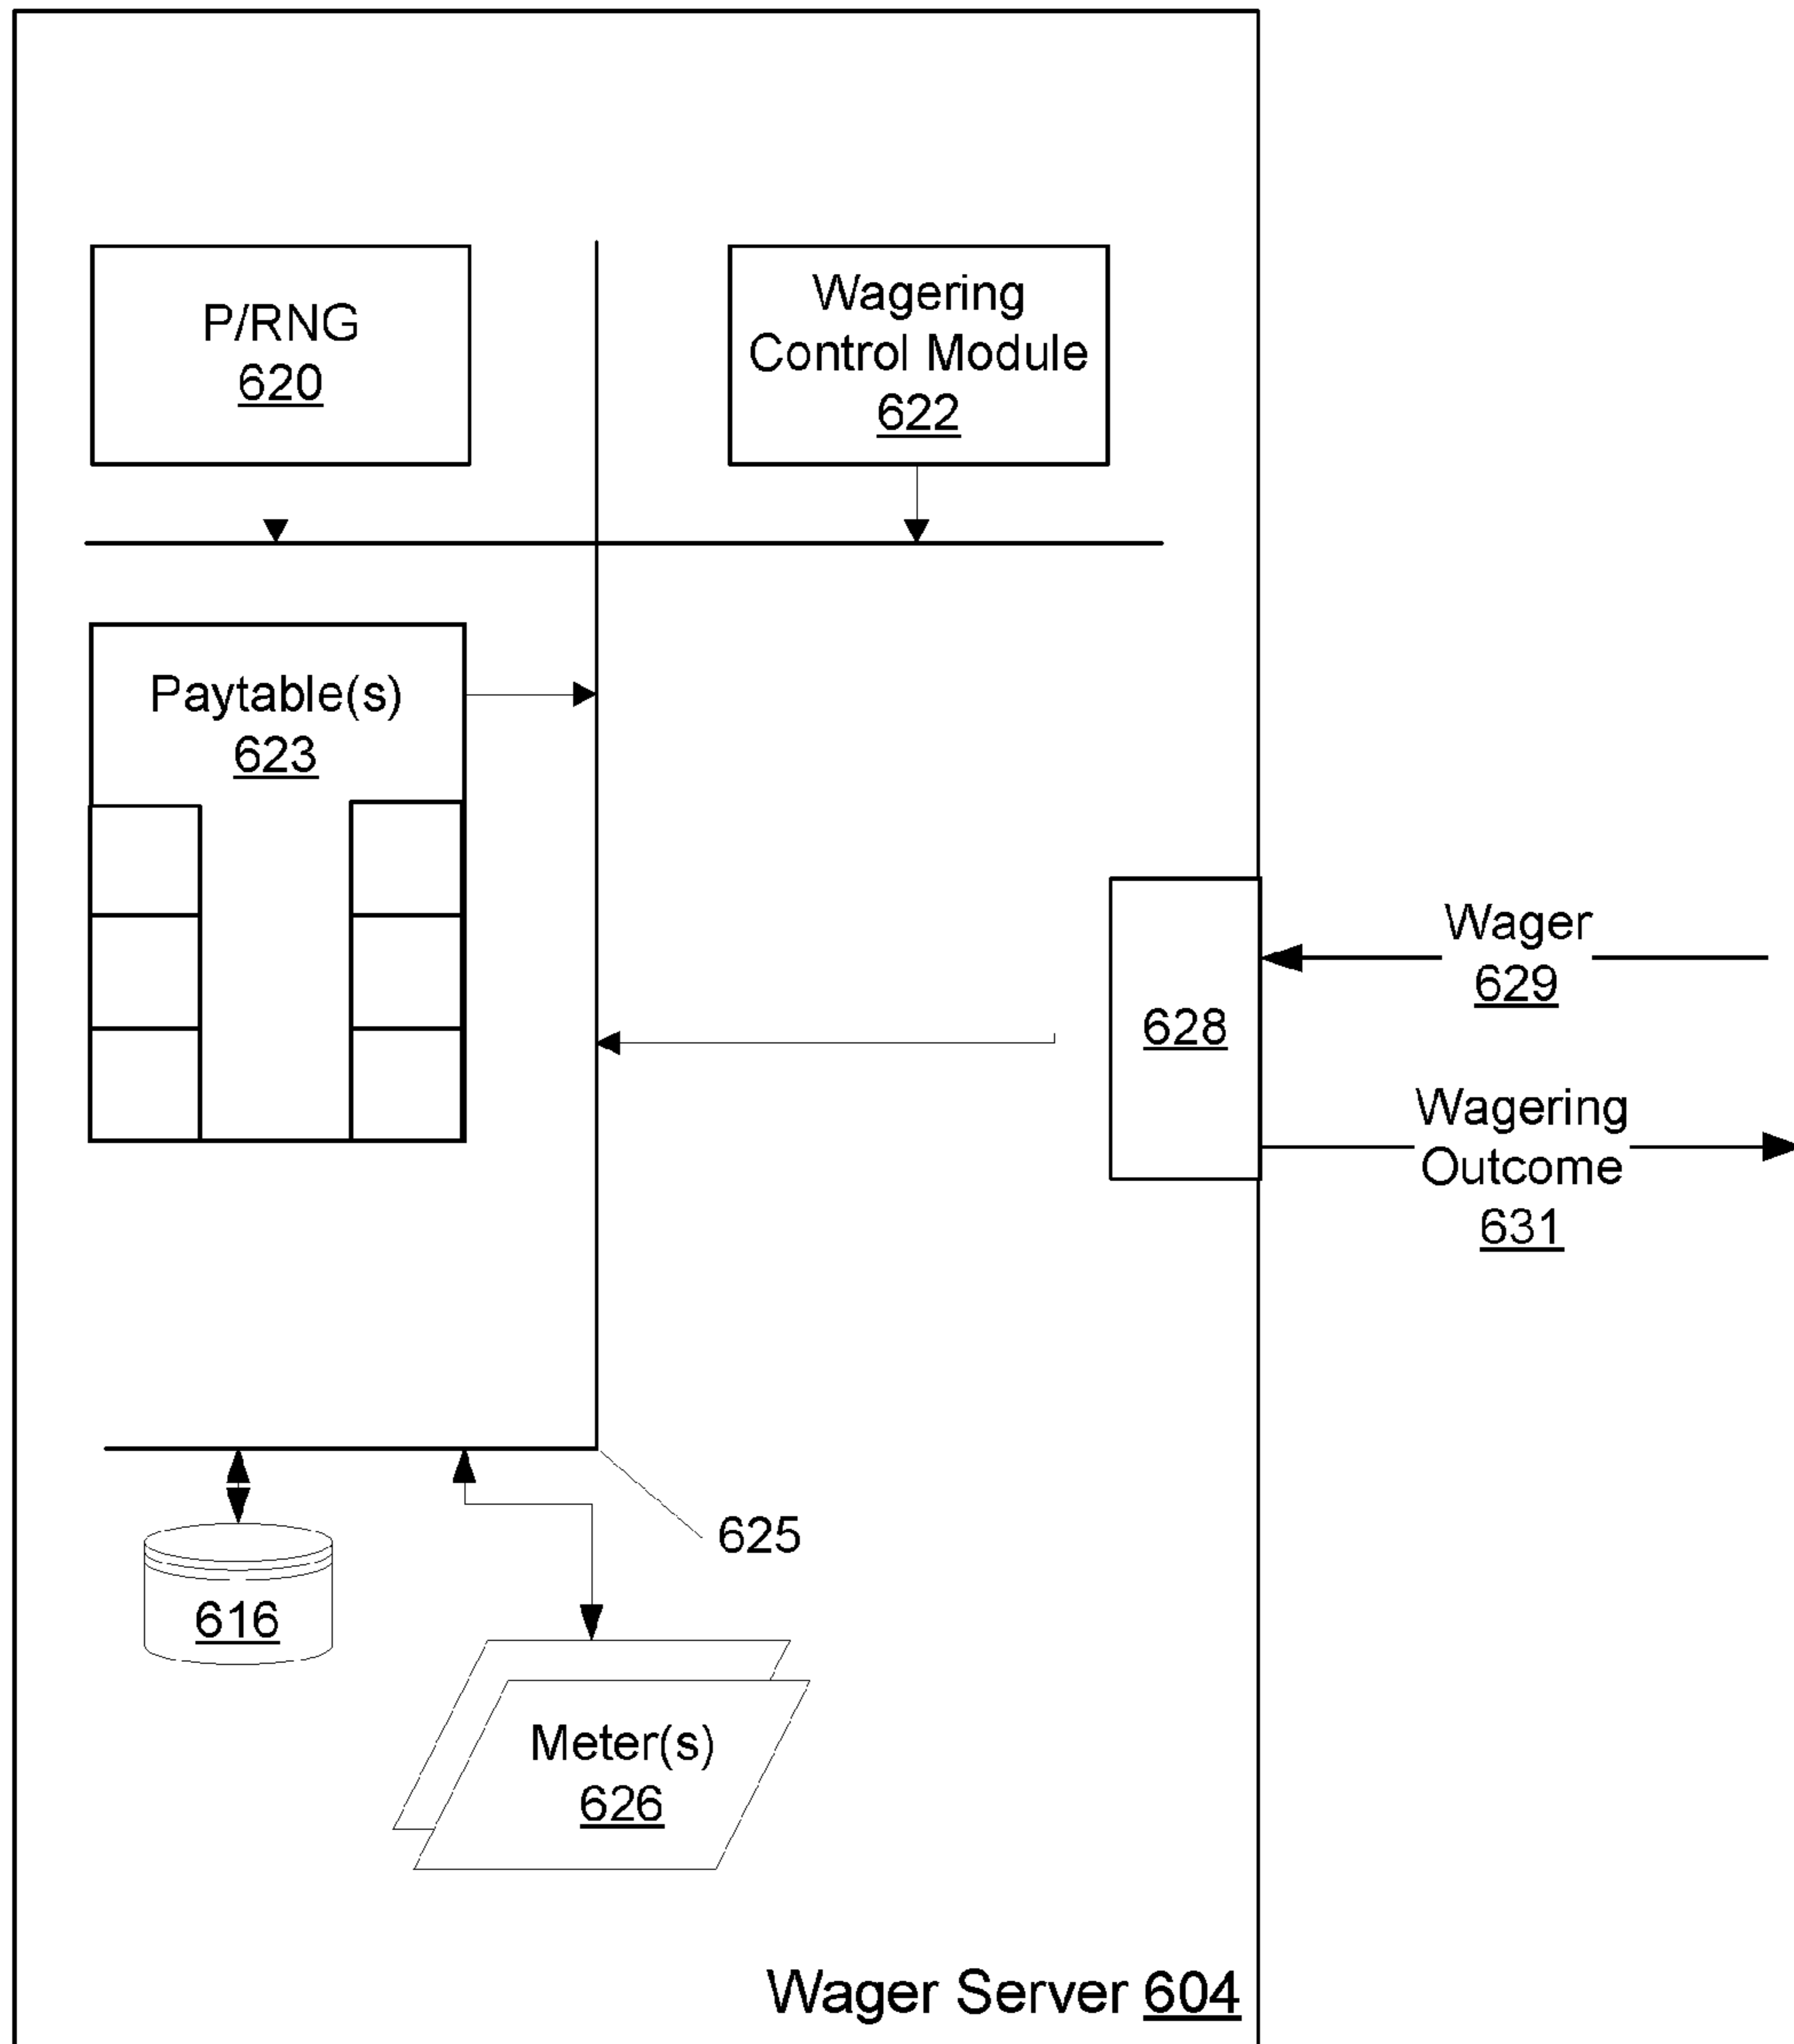 P/RNG
620
Wagering
Control Module
622
Paytable(s)
623
Wager
629
628
Wagering
Outcome
631
625
616
Meter(s)
626
Wager Server 604